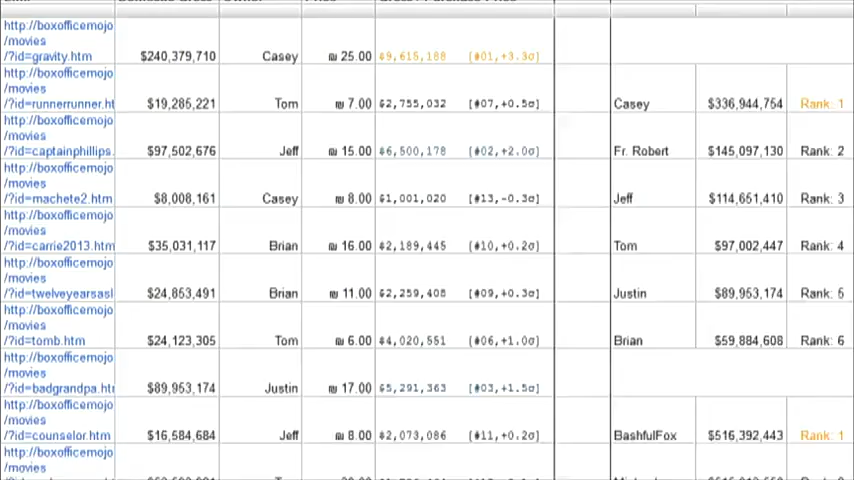 http://boxofficemojo
/movies
/?id=gravity.htm $240,379,710 Casey ₪ 25.00 $9,615,188 [#01,+3.3σ]
http://boxofficemojo
/movies
/?id=runnerrunner.ht $19,285,221 Tom ₪ 7.00 $2,755,032 [#07,+0.5σ] Casey $336,944,754 Rank: 1
http://boxofficemojo
/movies
/?id=captainphillips. $97,502,676 Jeff ₪ 15.00 $6,500,178 [#02,+2.0σ] Fr. Robert $145,097,130 Rank: 2
http://boxofficemojo
/movies
/?id=machete2.htm $8,008,161 Casey ₪ 8.00 $1,001,020 [#13,-0.3σ] Jeff $114,651,410 Rank: 3
http://boxofficemojo
/movies
/?id=carrie2013.htm $35,031,117 Brian ₪ 16.00 $2,189,445 [#10,+0.2σ] Tom $97,002,447 Rank: 4
http://boxofficemojo
/movies
/?id=twelveyearsasl $24,853,491 Brian ₪ 11.00 $2,259,408 [#09,+0.3σ] Justin $89,953,174 Rank: 5
http://boxofficemojo
/movies
/?id=tomb.htm $24,123,305 Tom ₪ 6.00 $4,020,551 [#06,+1.0σ] Brian $59,884,608 Rank: 6
http://boxofficemojo
/movies
/?id=badgrandpa.ht $89,953,174 Justin ₪ 17.00 $5,291,363 [#03,+1.5σ]
http://boxofficemojo
/movies
/?id=counselor.htm $16,584,684 Jeff ₪ 8.00 $2,073,086 [#11,+0.2σ] BashfulFox $516,392,443 Rank: 1
http://boxofficemojo
/movies